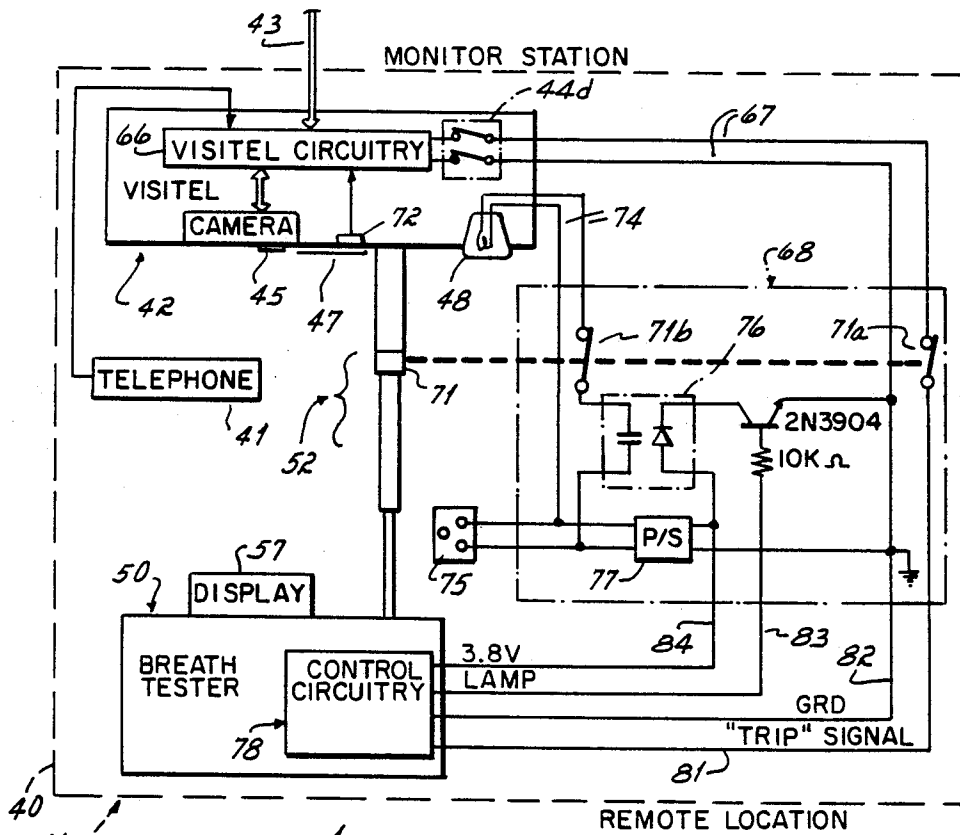 43
MONITOR STATION
44d
67
66
VISITEL CIRCUITRY
VISITEL
72
74
CAMERA
68
42
45
47
48
71b
76
71a
TELEPHONE
71
41
52
2N3904
10K Ω
P/S
75
77
57
50
DISPLAY
84
83
82
BREATH
TESTER
CONTROL
CIRCUITRY
3.8V
LAMP
GRD
"TRIP" SIGNAL
78
81
40
REMOTE LOCATION